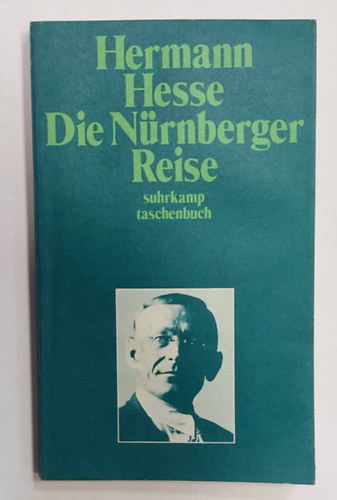 Hermann
Hesse
Die Nürnberger
Reise
suhrkamp
taschenbuch